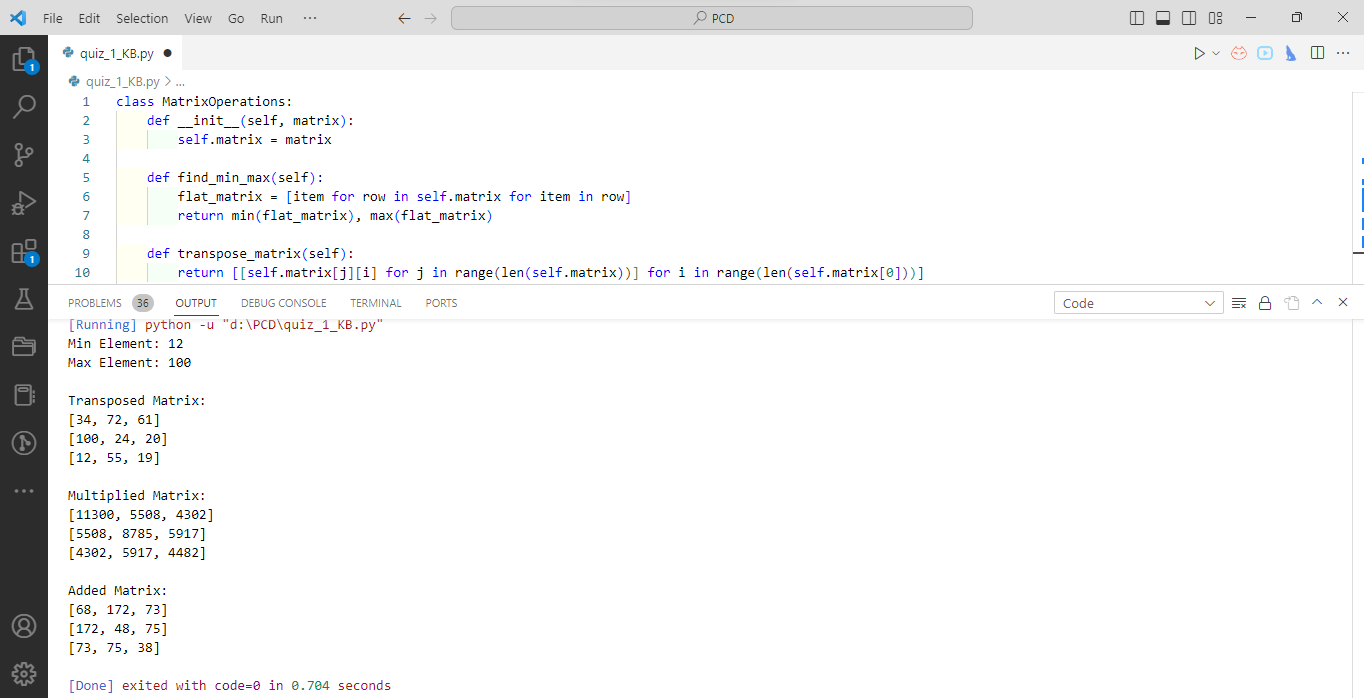 File Edit Selection View Go Run ··· PCD
quiz_1_KB.py
quiz_1_KB.py > ...
1 class MatrixOperations:
2     def __init__(self, matrix):
3         self.matrix = matrix
4
5     def find_min_max(self):
6         flat_matrix = [item for row in self.matrix for item in row]
7         return min(flat_matrix), max(flat_matrix)
8
9     def transpose_matrix(self):
10         return [[self.matrix[j][i] for j in range(len(self.matrix))] for i in range(len(self.matrix[0]))]
PROBLEMS 36 OUTPUT DEBUG CONSOLE TERMINAL PORTS Code
[Running] python -u "d:\PCD\quiz_1_KB.py"
Min Element: 12
Max Element: 100

Transposed Matrix:
[34, 72, 61]
[100, 24, 20]
[12, 55, 19]

Multiplied Matrix:
[11300, 5508, 4302]
[5508, 8785, 5917]
[4302, 5917, 4482]

Added Matrix:
[68, 172, 73]
[172, 48, 75]
[73, 75, 38]

[Done] exited with code=0 in 0.704 seconds
1
1